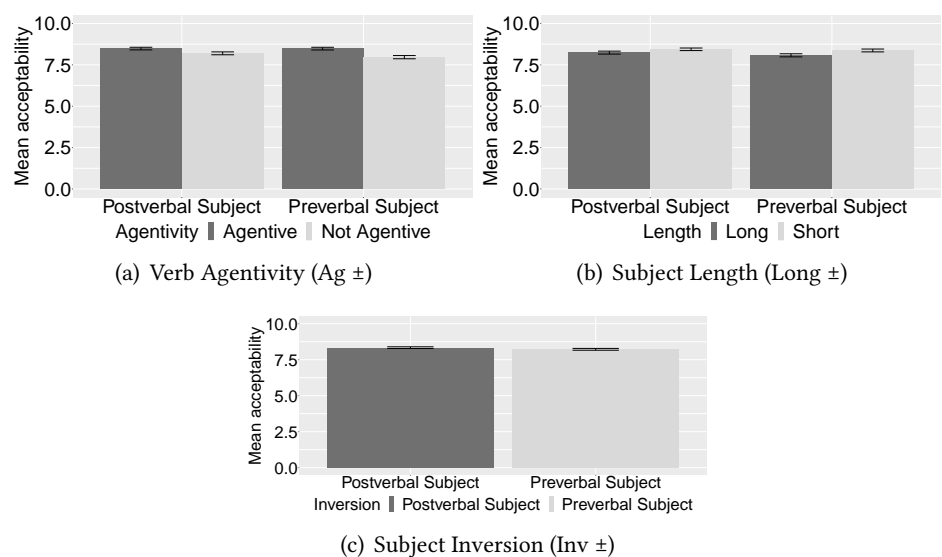 10.0
7.5
5.0
2.5
0.0
Mean acceptability
Postverbal Subject Preverbal Subject
Agentivity Agentive Not Agentive
(a) Verb Agentivity (Ag ±)
10.0
7.5
5.0
2.5
0.0
Mean acceptability
Postverbal Subject Preverbal Subject
Length Long Short
(b) Subject Length (Long ±)
10.0
7.5
5.0
2.5
0.0
Mean acceptability
Postverbal Subject Preverbal Subject
Inversion Postverbal Subject Preverbal Subject
(c) Subject Inversion (Inv ±)